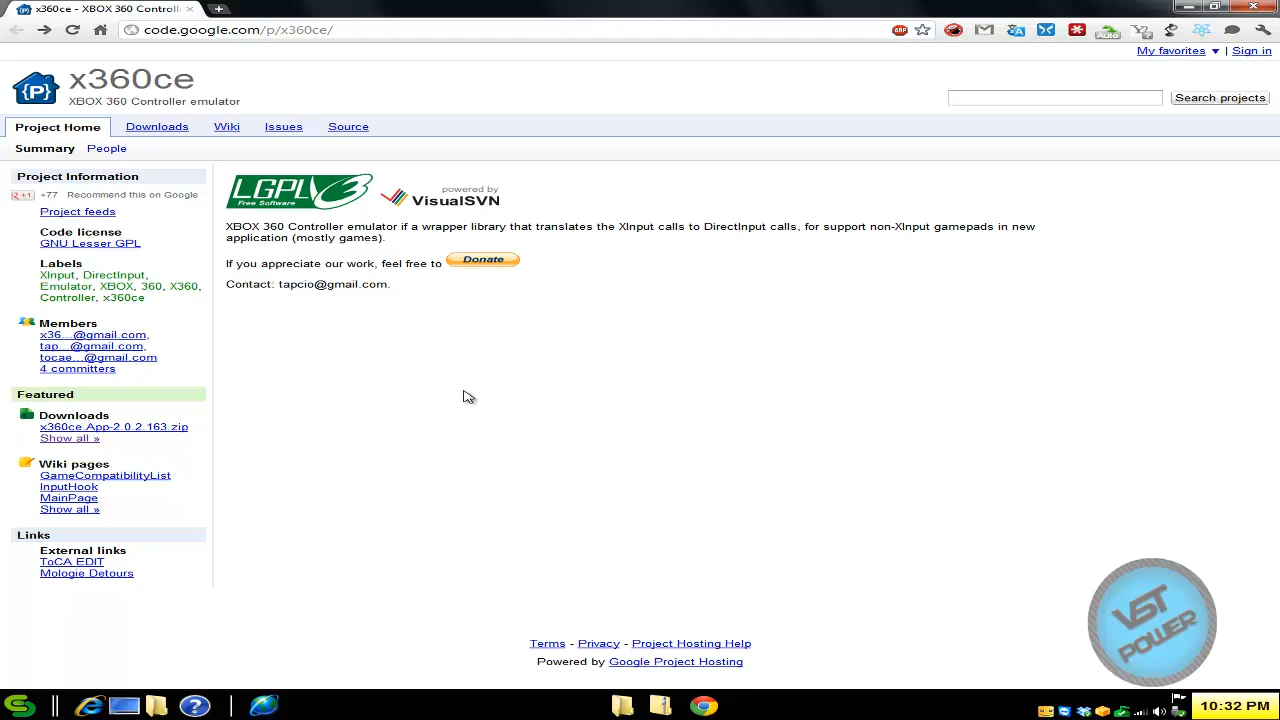 x360ce - XBOX 360 Controll
code.google.com/p/x360ce/
ABP
Auto
My favorites ▼ | Sign in
{P}
x360ce
XBOX 360 Controller emulator
Search projects
Project Home
Downloads
Wiki
Issues
Source
Summary
People
Project Information
+1 +77 Recommend this on Google
Project feeds
Code license
GNU Lesser GPL
Labels
XInput, DirectInput,
Emulator, XBOX, 360, X360,
Controller, x360ce
Members
x36...@gmail.com,
tap...@gmail.com,
tocae...@gmail.com
4 committers
Featured
Downloads
x360ce.App-2.0.2.163.zip
Show all »
Wiki pages
GameCompatibilityList
InputHook
MainPage
Show all »
Links
External links
ToCA EDIT
Mologie Detours
LGPLv3
Free Software
powered by
VisualSVN
XBOX 360 Controller emulator if a wrapper library that translates the XInput calls to DirectInput calls, for support non-XInput gamepads in new
application (mostly games).
If you appreciate our work, feel free to Donate
Contact: tapcio@gmail.com.
VST
POWER
Terms - Privacy - Project Hosting Help
Powered by Google Project Hosting
10:32 PM